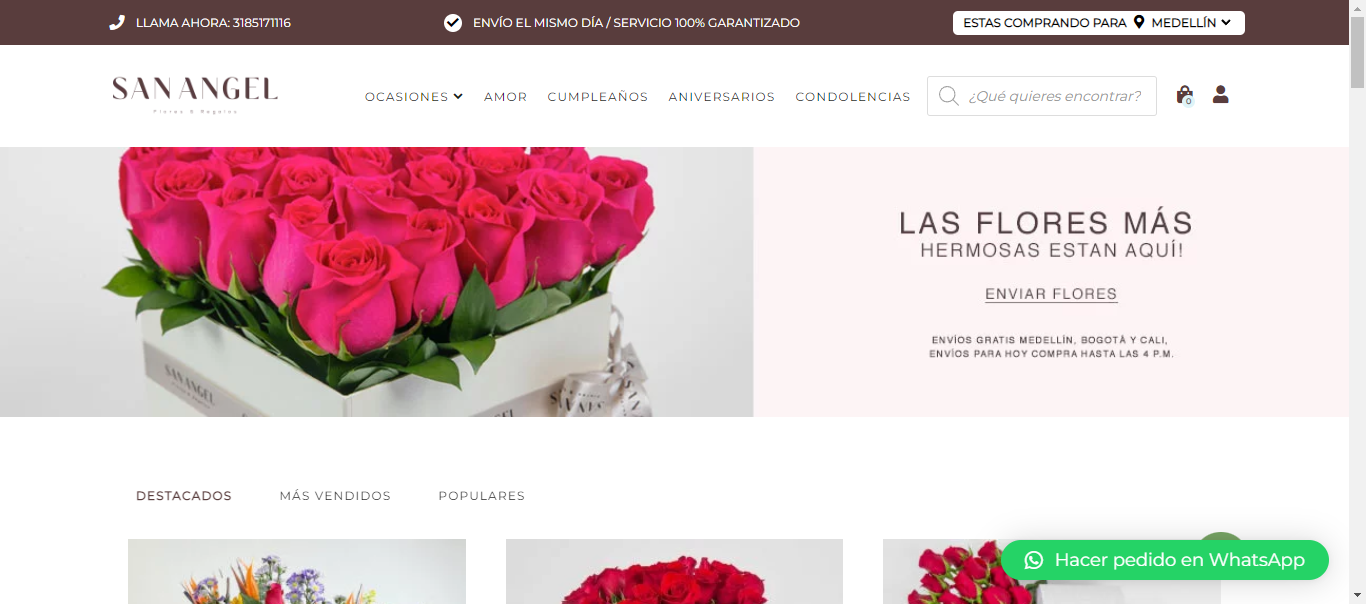 LLAMA AHORA: 3185171116
ENVÍO EL MISMO DÍA / SERVICIO 100% GARANTIZADO
ESTAS COMPRANDO PARA MEDELLÍN
SAN ANGEL
Flores & Regalos
OCASIONES
AMOR
CUMPLEAÑOS
ANIVERSARIOS
CONDOLENCIAS
¿Qué quieres encontrar?
0
LAS FLORES MÁS
HERMOSAS ESTAN AQUÍ!
ENVIAR FLORES
ENVÍOS GRATIS MEDELLÍN, BOGOTÁ Y CALI,
ENVÍOS PARA HOY COMPRA HASTA LAS 4 P.M.
SAN ANGEL
DESTACADOS
MÁS VENDIDOS
POPULARES
Hacer pedido en WhatsApp